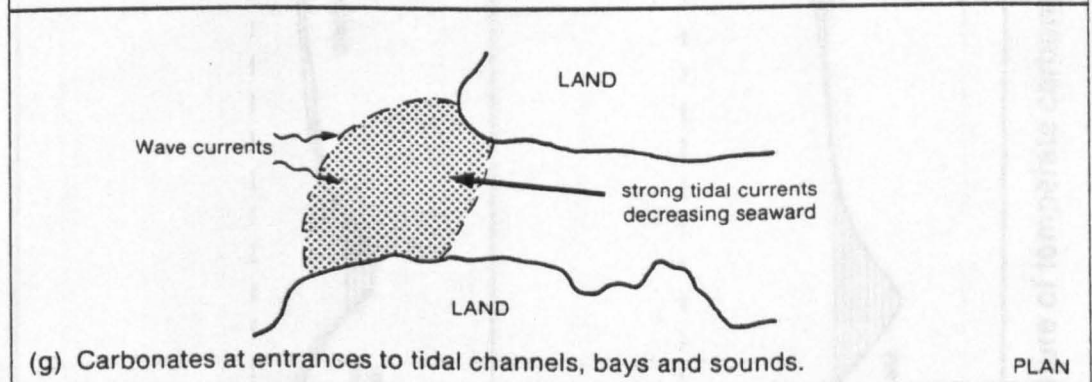 LAND
Wave currents
strong tidal currents
decreasing seaward
LAND
(g) Carbonates at entrances to tidal channels, bays and sounds.
PLAN